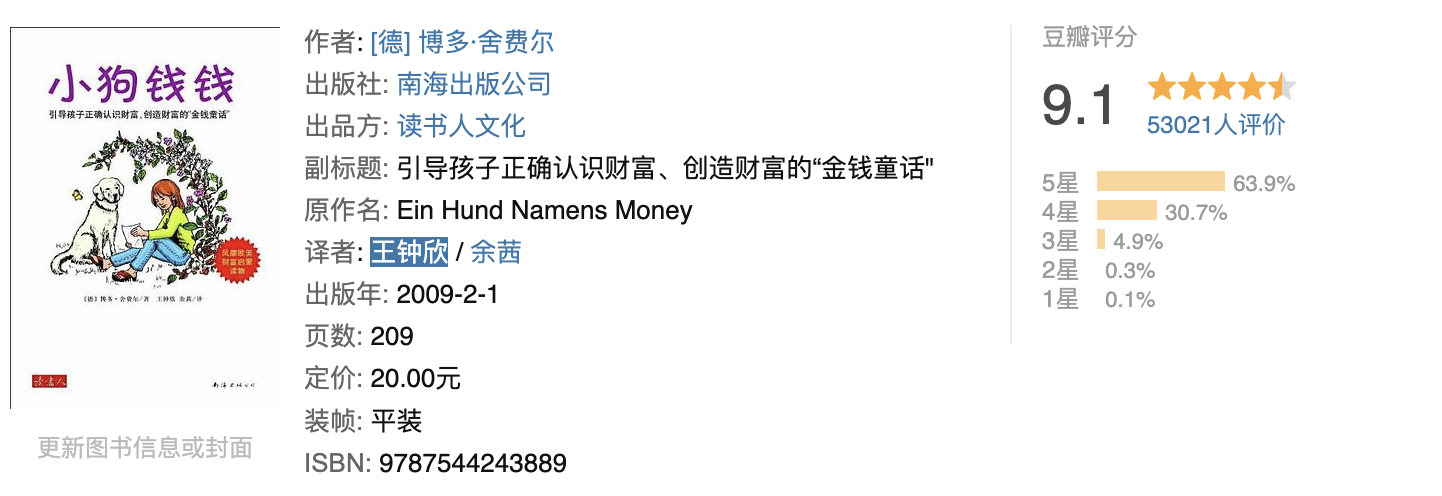 小狗钱钱
引导孩子正确认识财富、创造财富的“金钱童话”
风靡欧美
财富启蒙
读物
〔德〕博多·舍费尔/著 王钟欣 余茜/译
读书人
南海出版公司
更新图书信息或封面
作者: [德] 博多·舍费尔
出版社: 南海出版公司
出品方: 读书人文化
副标题: 引导孩子正确认识财富、创造财富的“金钱童话"
原作名: Ein Hund Namens Money
译者: 王钟欣 / 余茜
出版年: 2009-2-1
页数: 209
定价: 20.00元
装帧: 平装
ISBN: 9787544243889
豆瓣评分
9.1
53021人评价
5星 63.9%
4星 30.7%
3星 4.9%
2星 0.3%
1星 0.1%